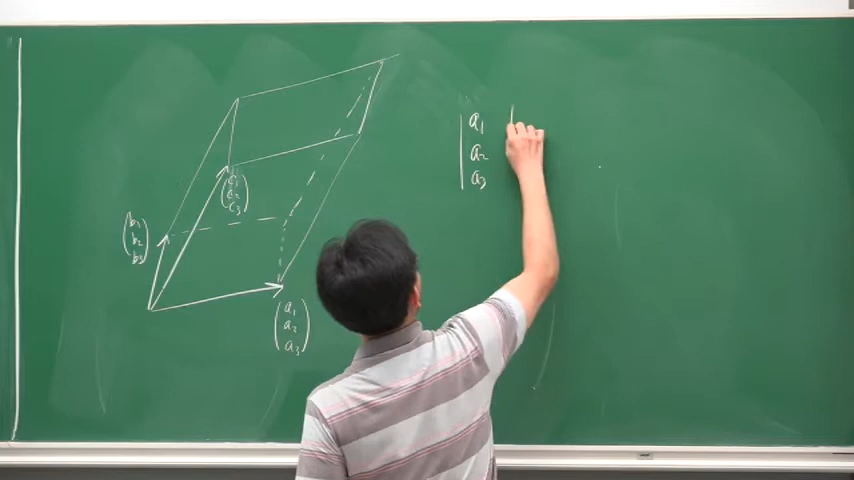 a₁
a₂
a₃
(c₁
c₂
c₃)
(b₁
b₂
b₃)
(a₁
a₂
a₃)